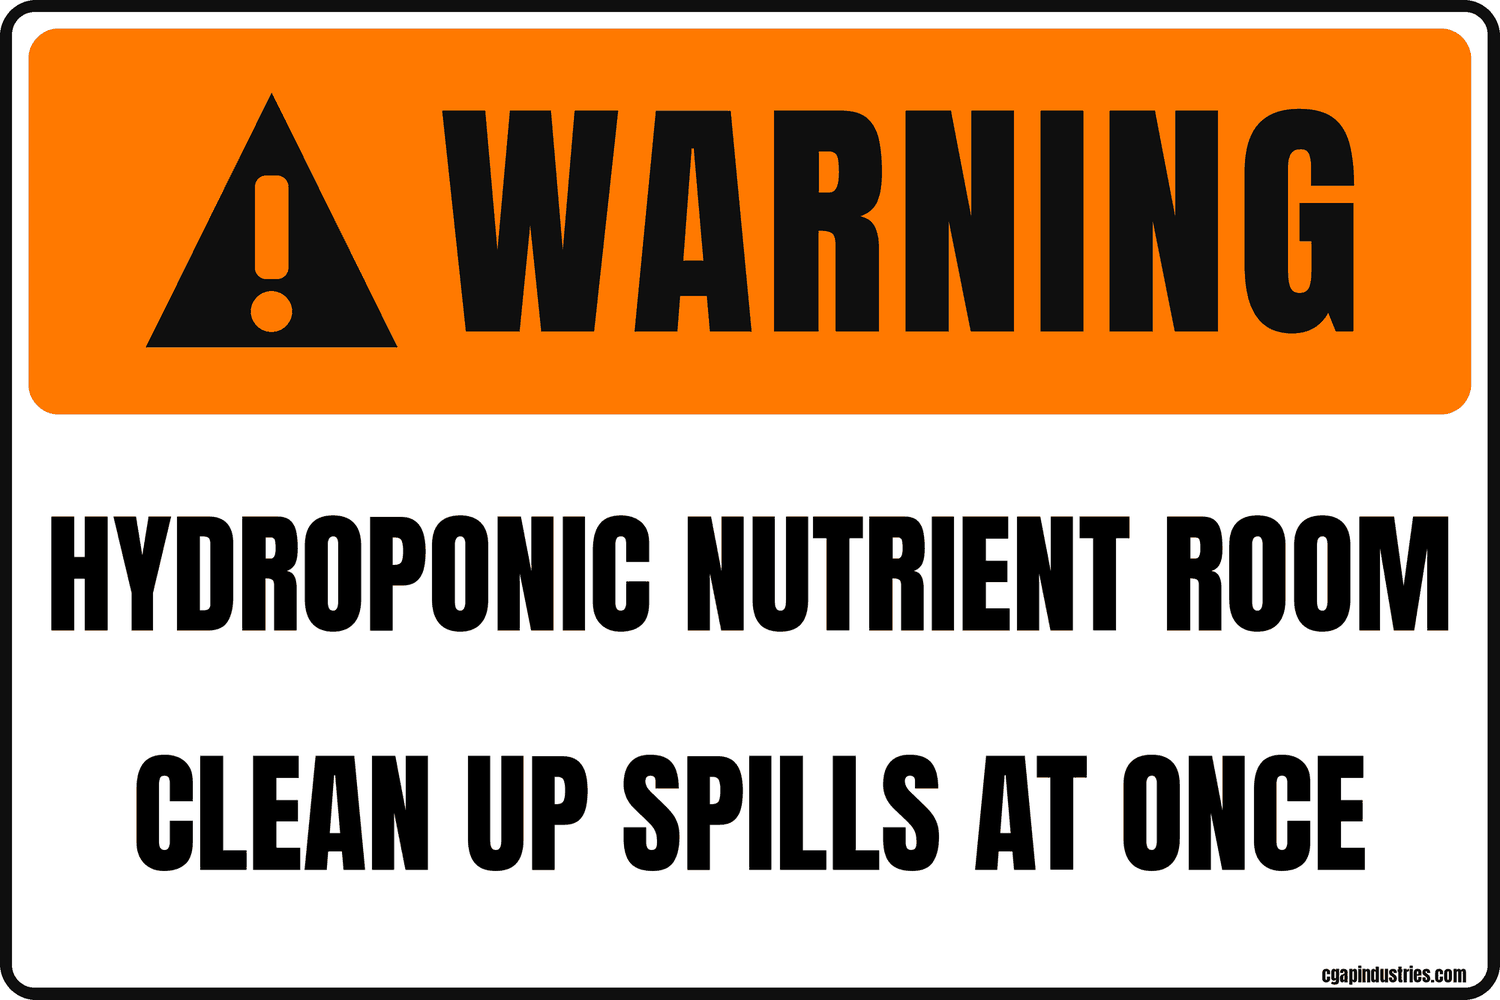 WARNING
HYDROPONIC NUTRIENT ROOM
CLEAN UP SPILLS AT ONCE
cgapindustries.com